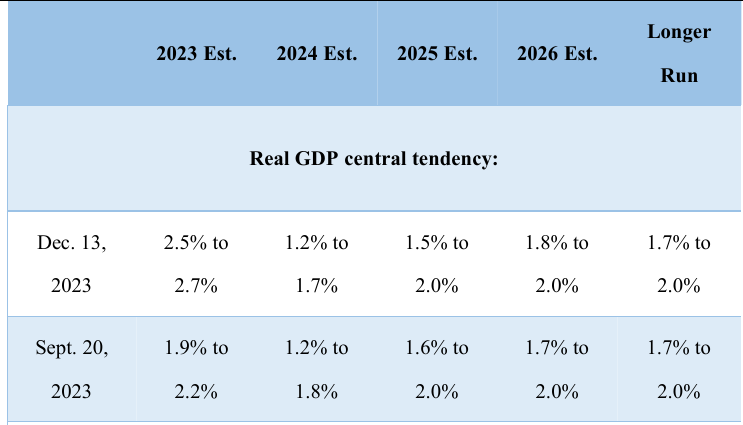 2023 Est. 2024 Est. 2025 Est. 2026 Est. Longer
Run
Real GDP central tendency:
Dec. 13, 2.5% to 1.2% to 1.5% to 1.8% to 1.7% to
2023 2.7% 1.7% 2.0% 2.0% 2.0%
Sept. 20, 1.9% to 1.2% to 1.6% to 1.7% to 1.7% to
2023 2.2% 1.8% 2.0% 2.0% 2.0%